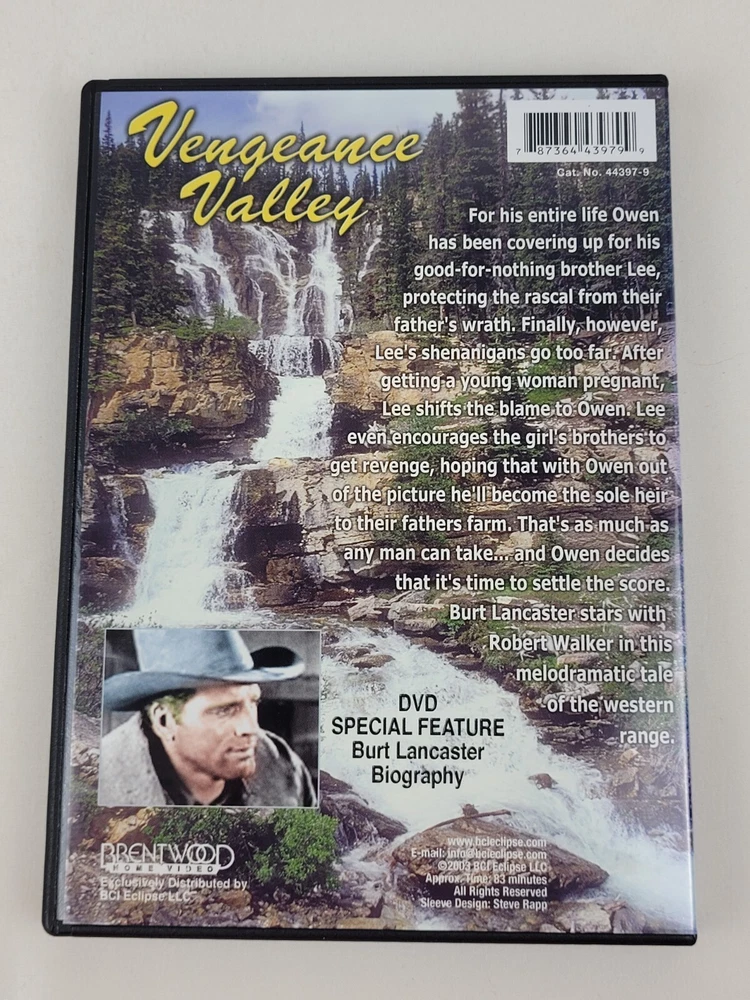 Vengeance
Valley
7 87364 43979 9
Cat. No. 44397-9
For his entire life Owen
has been covering up for his
good-for-nothing brother Lee,
protecting the rascal from their
father's wrath. Finally, however,
Lee's shenanigans go too far. After
getting a young woman pregnant,
Lee shifts the blame to Owen. Lee
even encourages the girl's brothers to
get revenge, hoping that with Owen out
of the picture he'll become the sole heir
to their fathers farm. That's as much as
any man can take... and Owen decides
that it's time to settle the score.
Burt Lancaster stars with
Robert Walker in this
melodramatic tale
of the western
range.
DVD
SPECIAL FEATURE
Burt Lancaster
Biography
BRENTWOOD
HOME VIDEO
Exclusively Distributed by
BCI Eclipse LLC
www.bcieclipse.com
E-mail: info@bcieclipse.com
©2003 BCI Eclipse LLC
Approx. Time: 83 minutes
All Rights Reserved
Sleeve Design: Steve Rapp